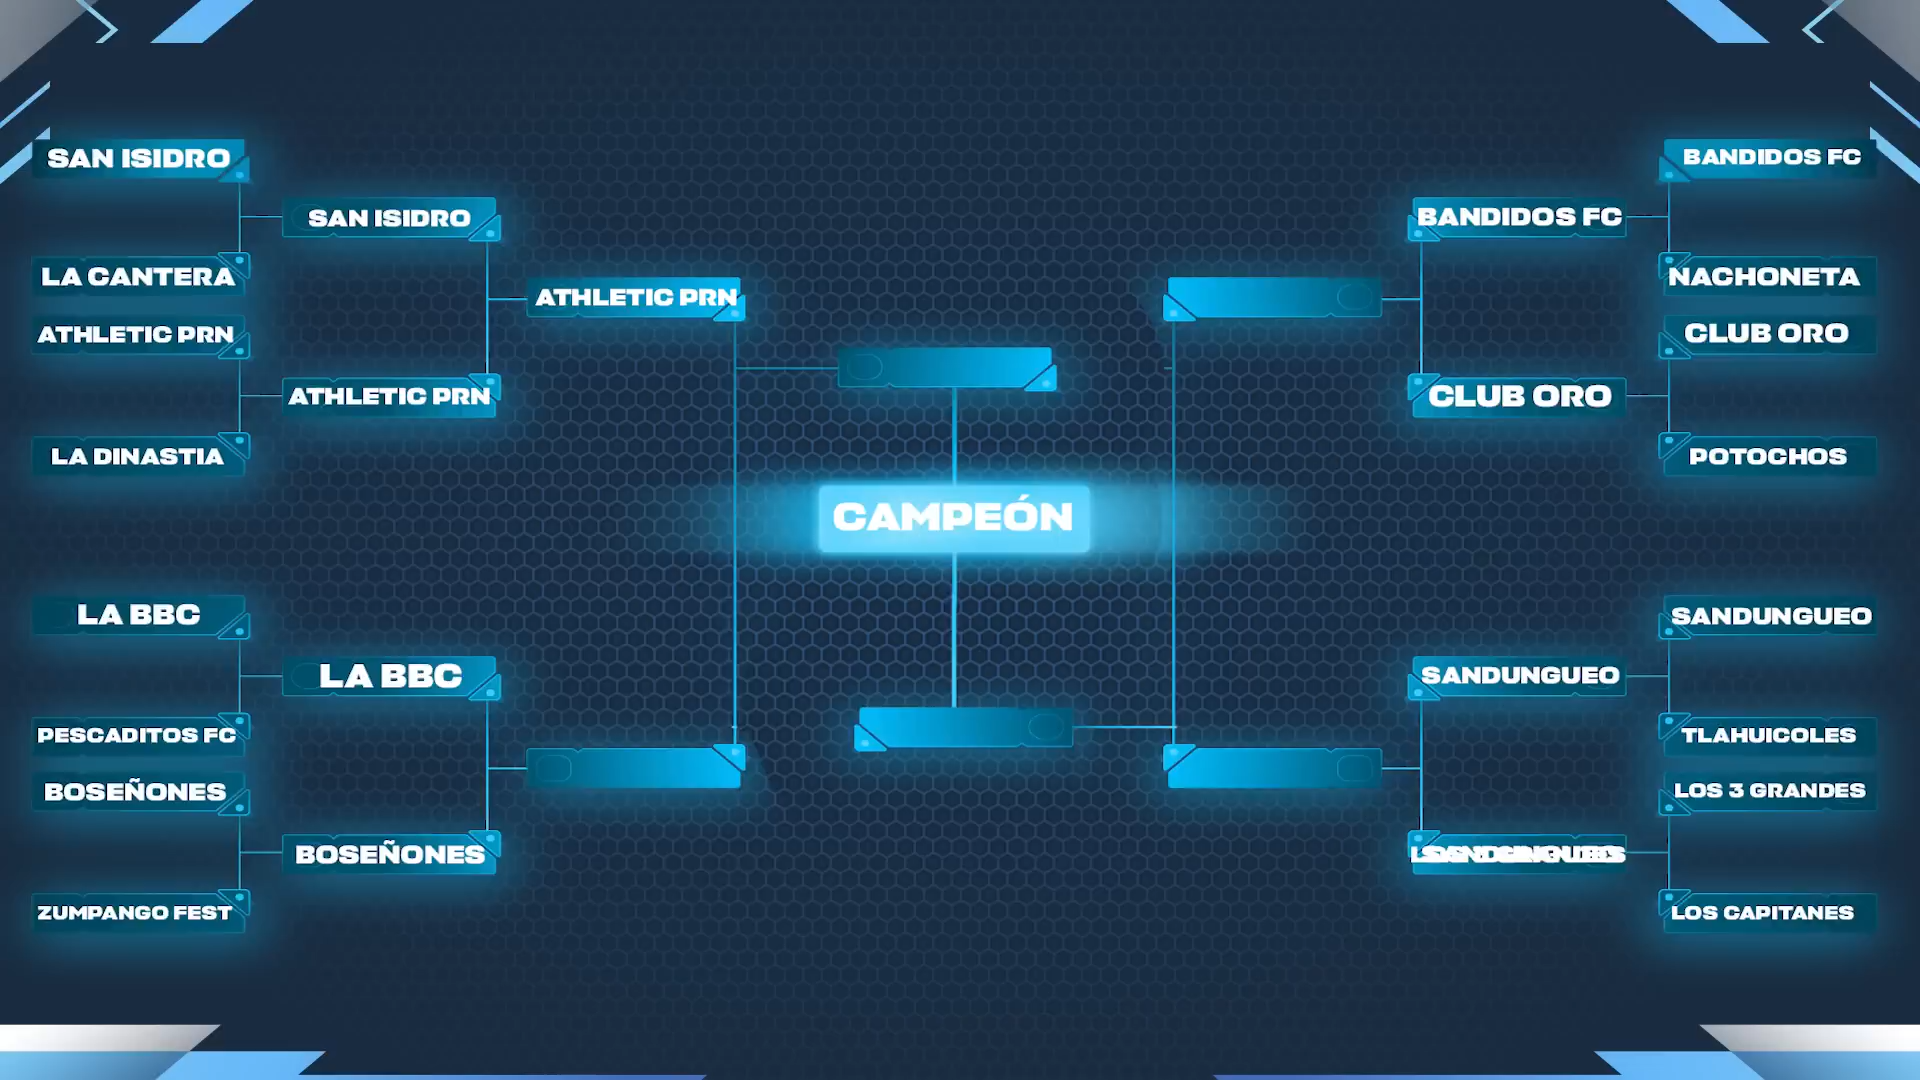 SAN ISIDRO
LA CANTERA
ATHLETIC PRN
LA DINASTIA
SAN ISIDRO
ATHLETIC PRN
ATHLETIC PRN
LA BBC
PESCADITOS FC
BOSEÑONES
ZUMPANGO FEST
LA BBC
BOSEÑONES
CAMPEÓN
BANDIDOS FC
CLUB ORO
BANDIDOS FC
NACHONETA
CLUB ORO
POTOCHOS
SANDUNGUEO
SANDUNGUEO
TLAHUICOLES
LOS 3 GRANDES
LOS CAPITANES